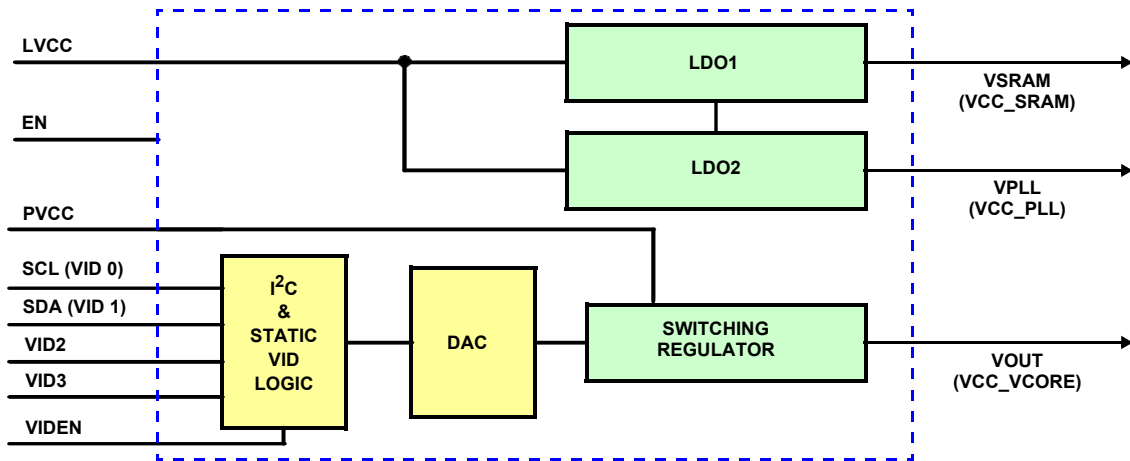 LVCC
LDO1
VSRAM
(VCC_SRAM)
EN
LDO2
VPLL
(VCC_PLL)
PVCC
SCL (VID 0)
SDA (VID 1)
VID2
VID3
VIDEN
I²C
&
STATIC
VID
LOGIC
DAC
SWITCHING
REGULATOR
VOUT
(VCC_VCORE)